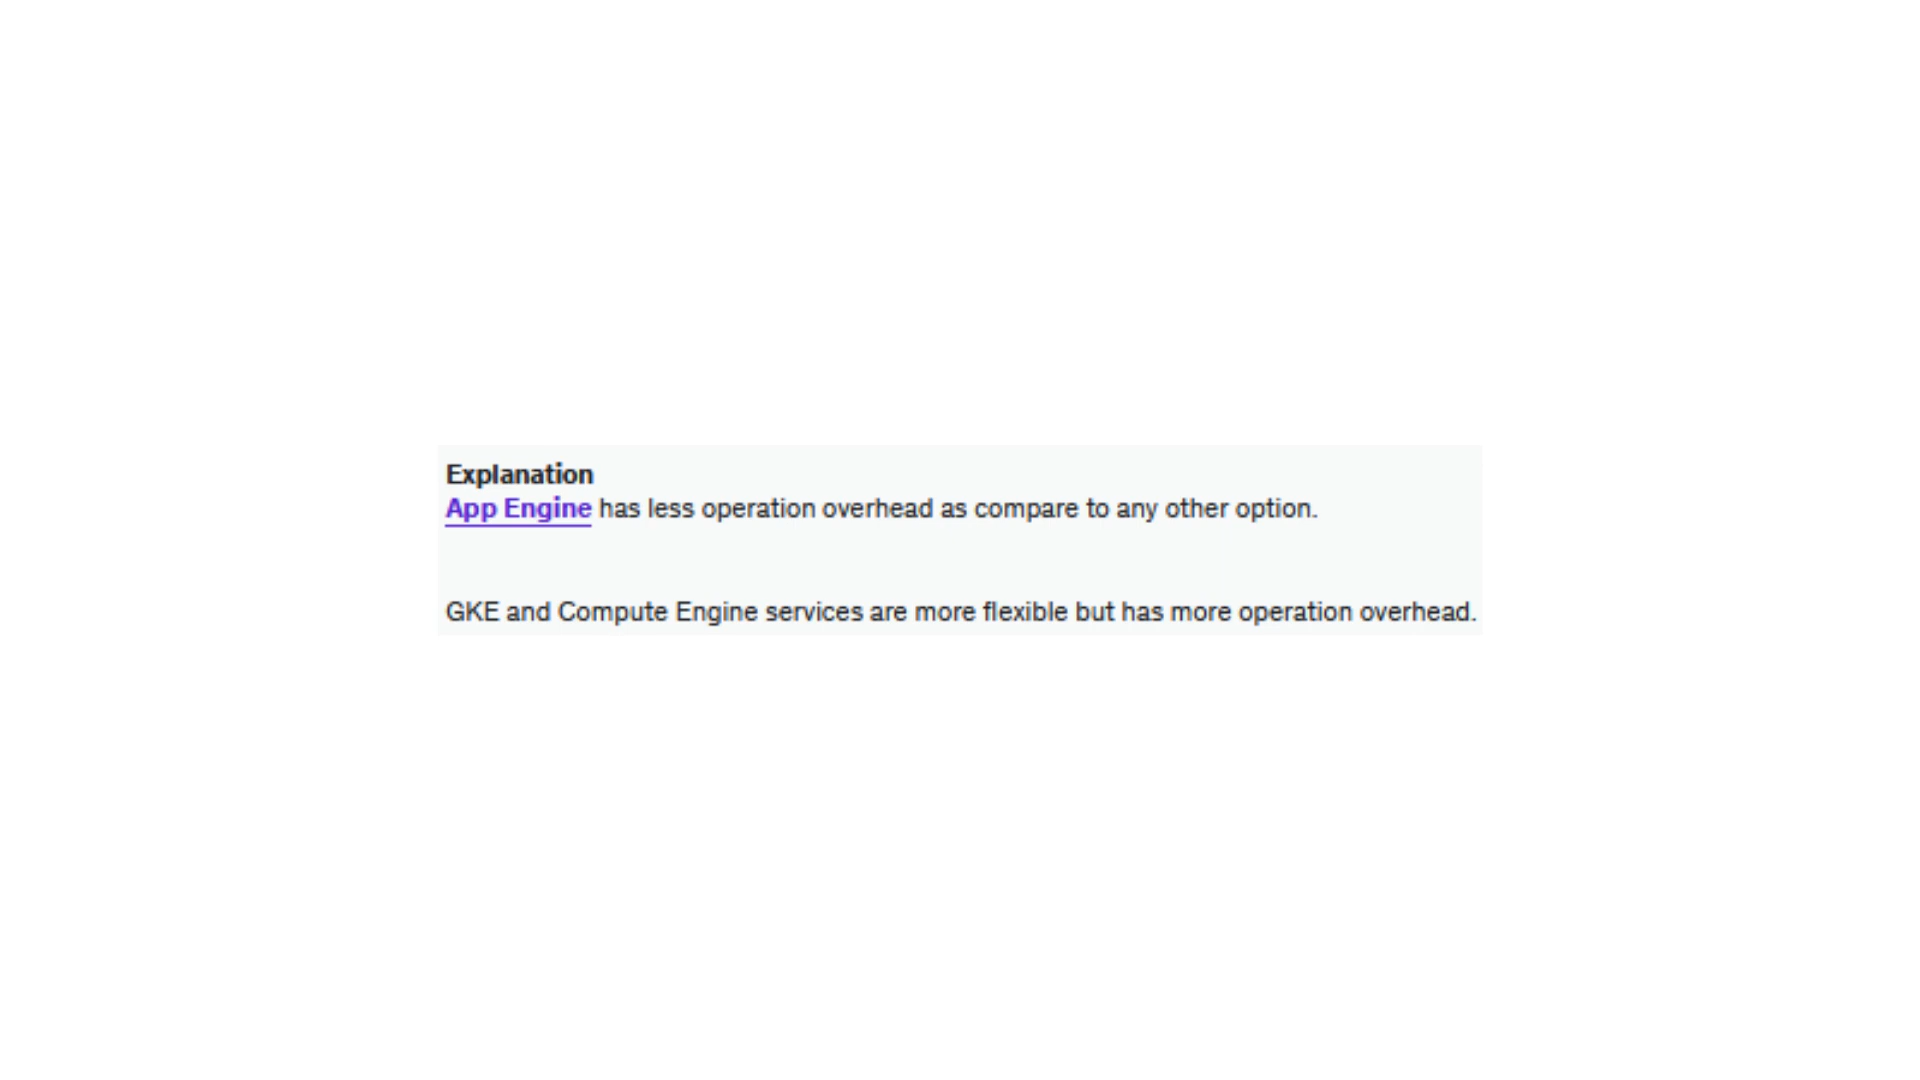 Explanation
App Engine has less operation overhead as compare to any other option.
GKE and Compute Engine services are more flexible but has more operation overhead.